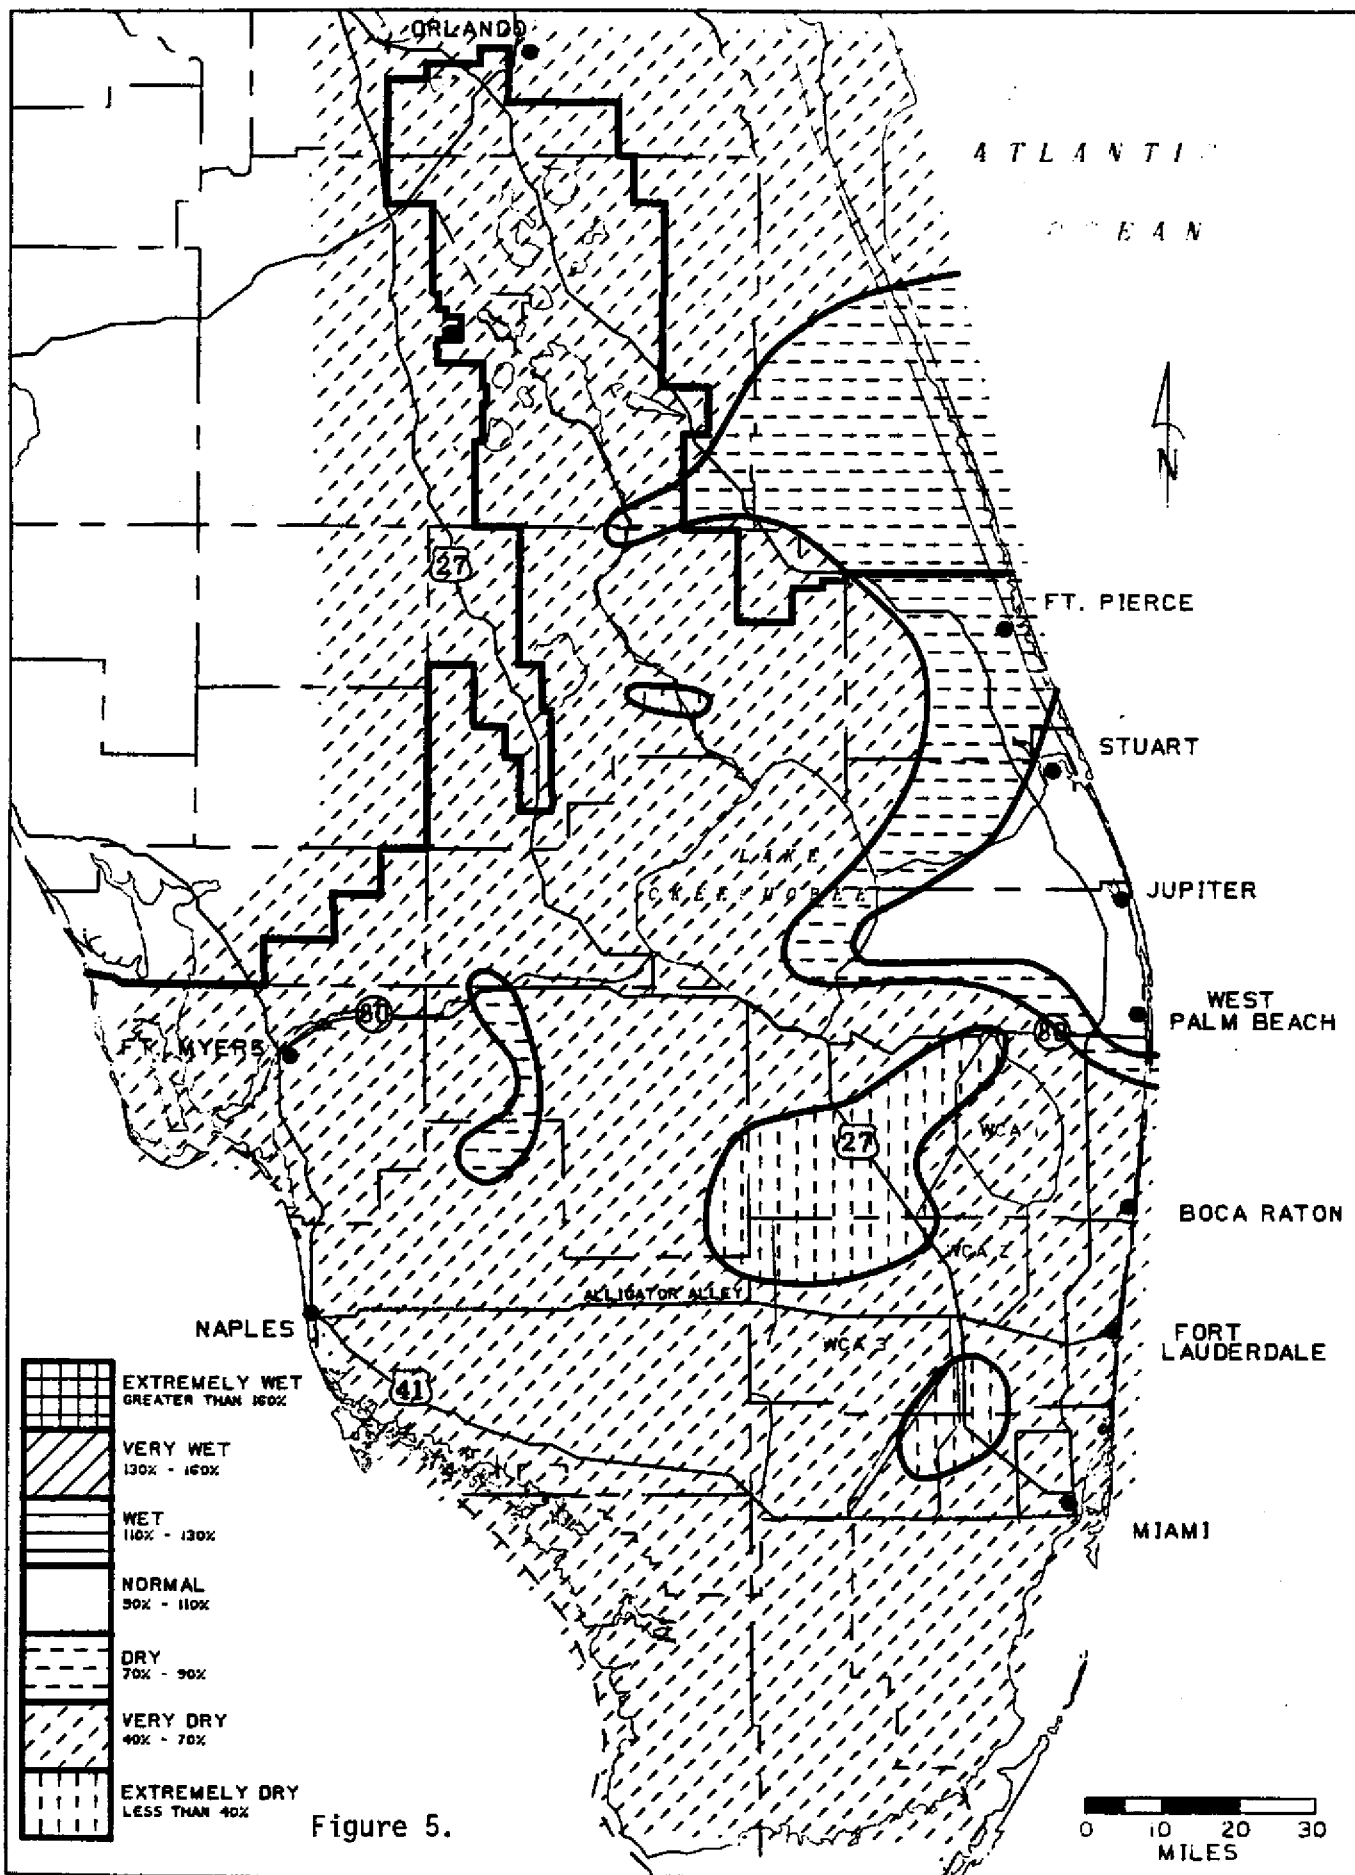 ORLANDO
ATLANTI
EAN
N
27
FT. PIERCE
STUART
LAKE
JUPITER
WEST
PALM BEACH
80
80
FT. MYERS
WCA 1
27
BOCA RATON
WCA 2
ALLIGATOR ALLEY
NAPLES
WCA 3
FORT
LAUDERDALE
41
MIAMI
EXTREMELY WET
GREATER THAN 160%
VERY WET
130% - 160%
WET
110% - 130%
NORMAL
90% - 110%
DRY
70% - 90%
VERY DRY
40% - 70%
EXTREMELY DRY
LESS THAN 40%
Figure 5.
0 10 20 30
MILES